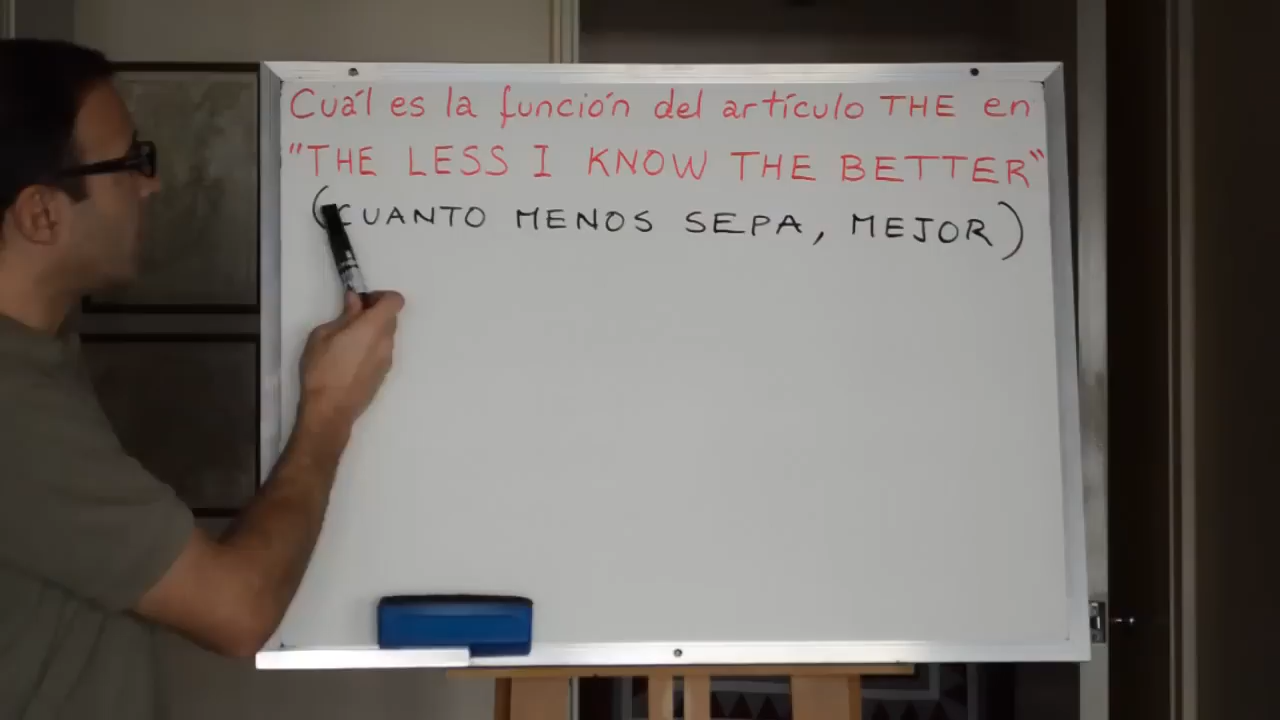 Cuál es la función del artículo THE en
"THE LESS I KNOW THE BETTER"
(CUANTO MENOS SEPA, MEJOR)